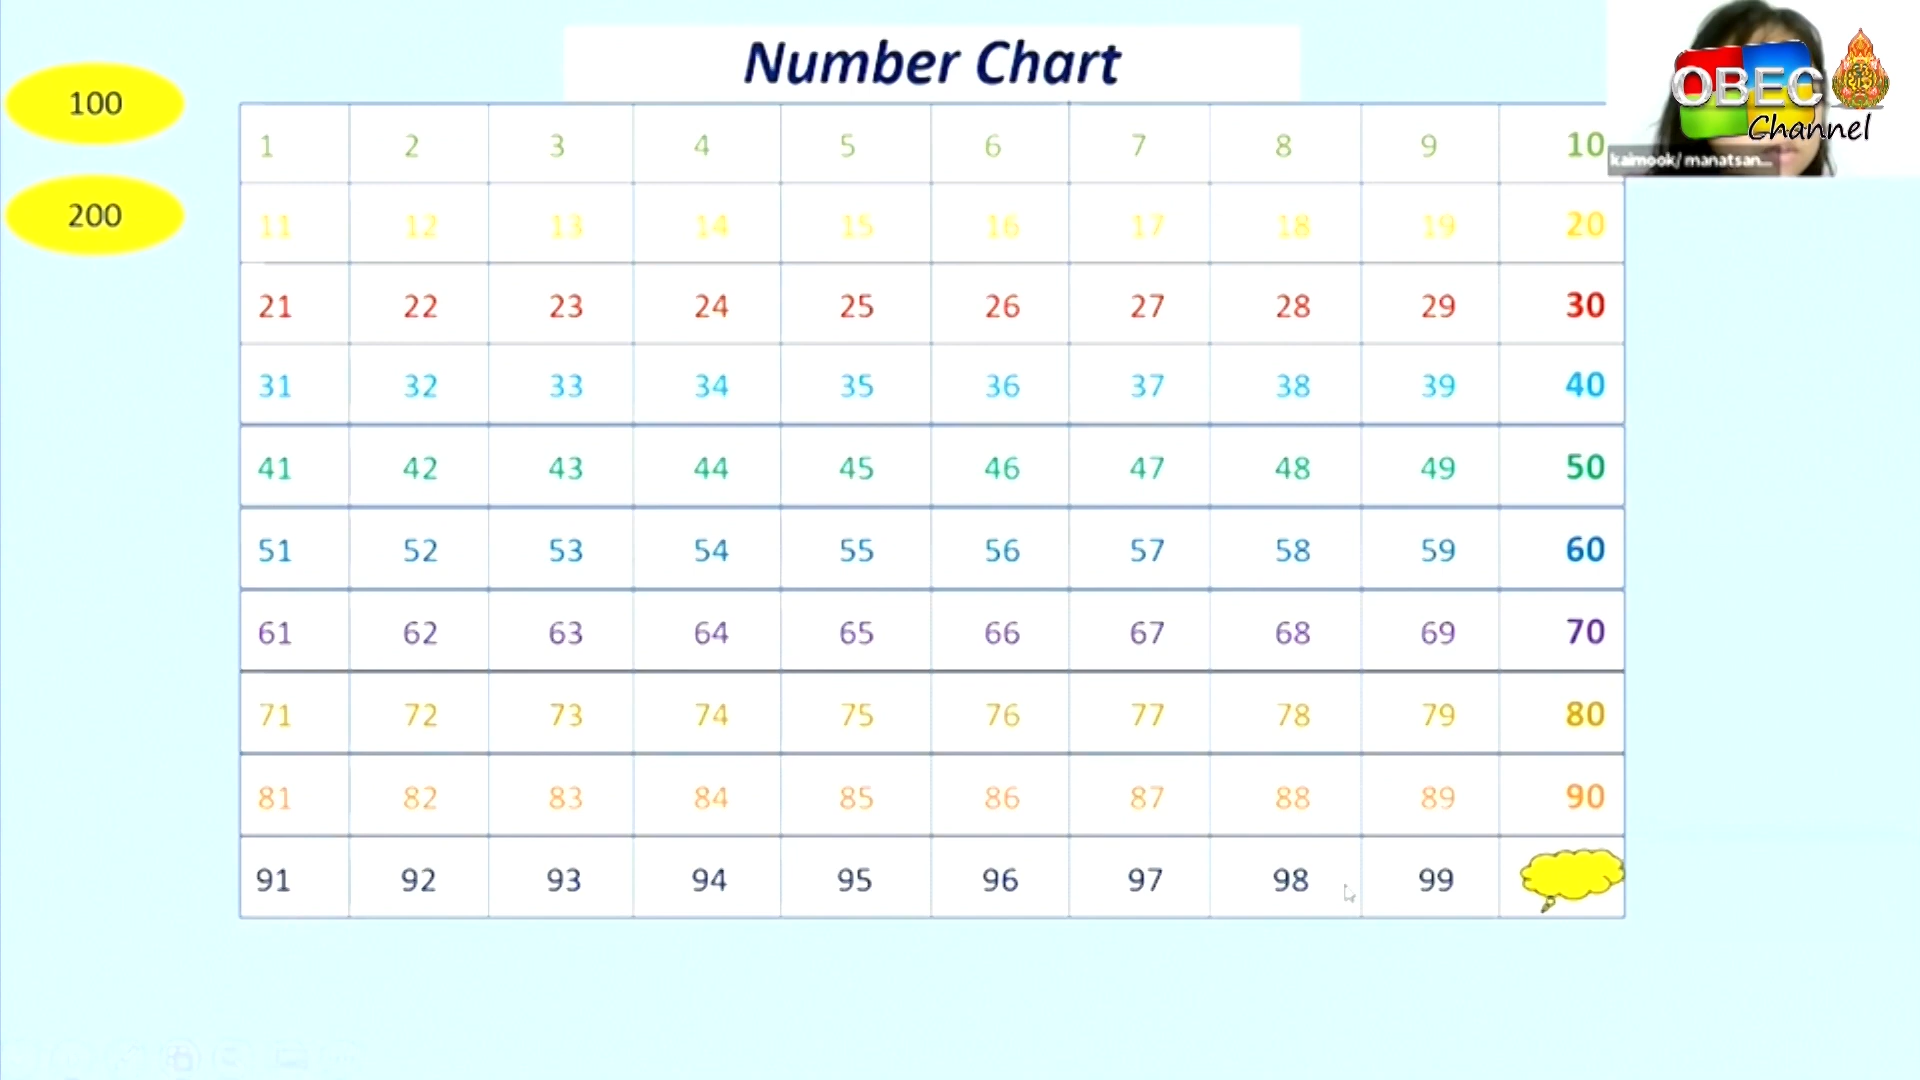 Number Chart
100
200
1 2 3 4 5 6 7 8 9 10
11 12 13 14 15 16 17 18 19 20
21 22 23 24 25 26 27 28 29 30
31 32 33 34 35 36 37 38 39 40
41 42 43 44 45 46 47 48 49 50
51 52 53 54 55 56 57 58 59 60
61 62 63 64 65 66 67 68 69 70
71 72 73 74 75 76 77 78 79 80
81 82 83 84 85 86 87 88 89 90
91 92 93 94 95 96 97 98 99
OBEC
Channel
kaimook/ manatsan...